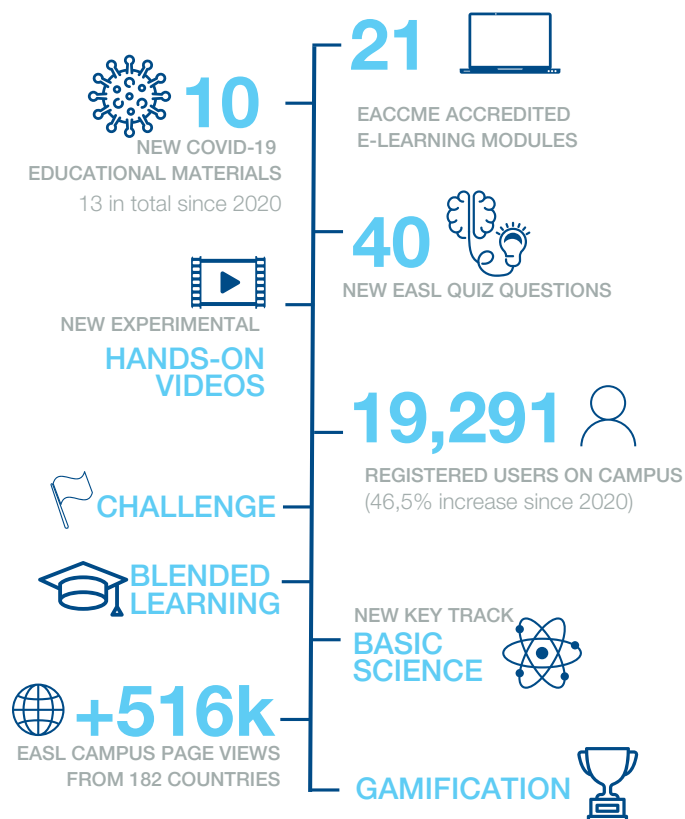 21
EACCME ACCREDITED
E-LEARNING MODULES
10
NEW COVID-19
EDUCATIONAL MATERIALS
13 in total since 2020
40
NEW EASL QUIZ QUESTIONS
NEW EXPERIMENTAL
HANDS-ON
VIDEOS
19,291
REGISTERED USERS ON CAMPUS
(46,5% increase since 2020)
CHALLENGE
BLENDED
LEARNING
NEW KEY TRACK
BASIC
SCIENCE
+516k
EASL CAMPUS PAGE VIEWS
FROM 182 COUNTRIES
GAMIFICATION